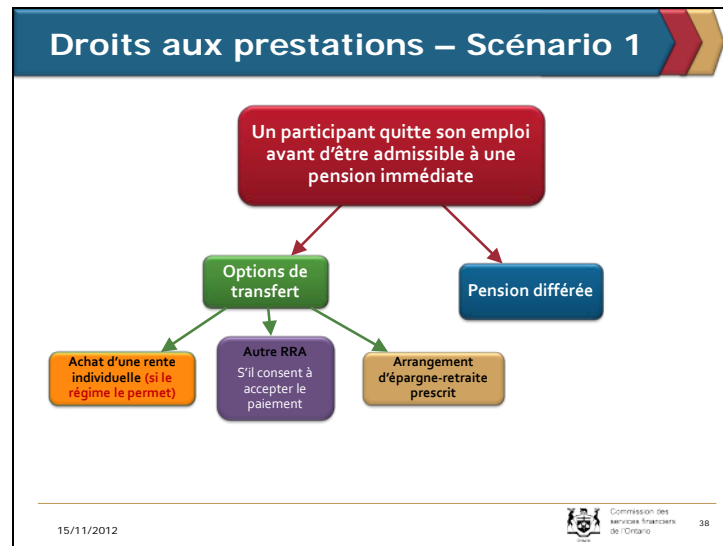 Droits aux prestations – Scénario 1
Un participant quitte son emploi
avant d'être admissible à une
pension immédiate
Options de
transfert
Pension différée
Achat d'une rente
individuelle (si le
régime le permet)
Autre RRA
S'il consent à
accepter le
paiement
Arrangement
d'épargne-retraite
prescrit
15/11/2012
Ontario
Commission des
services financiers
de l'Ontario
38